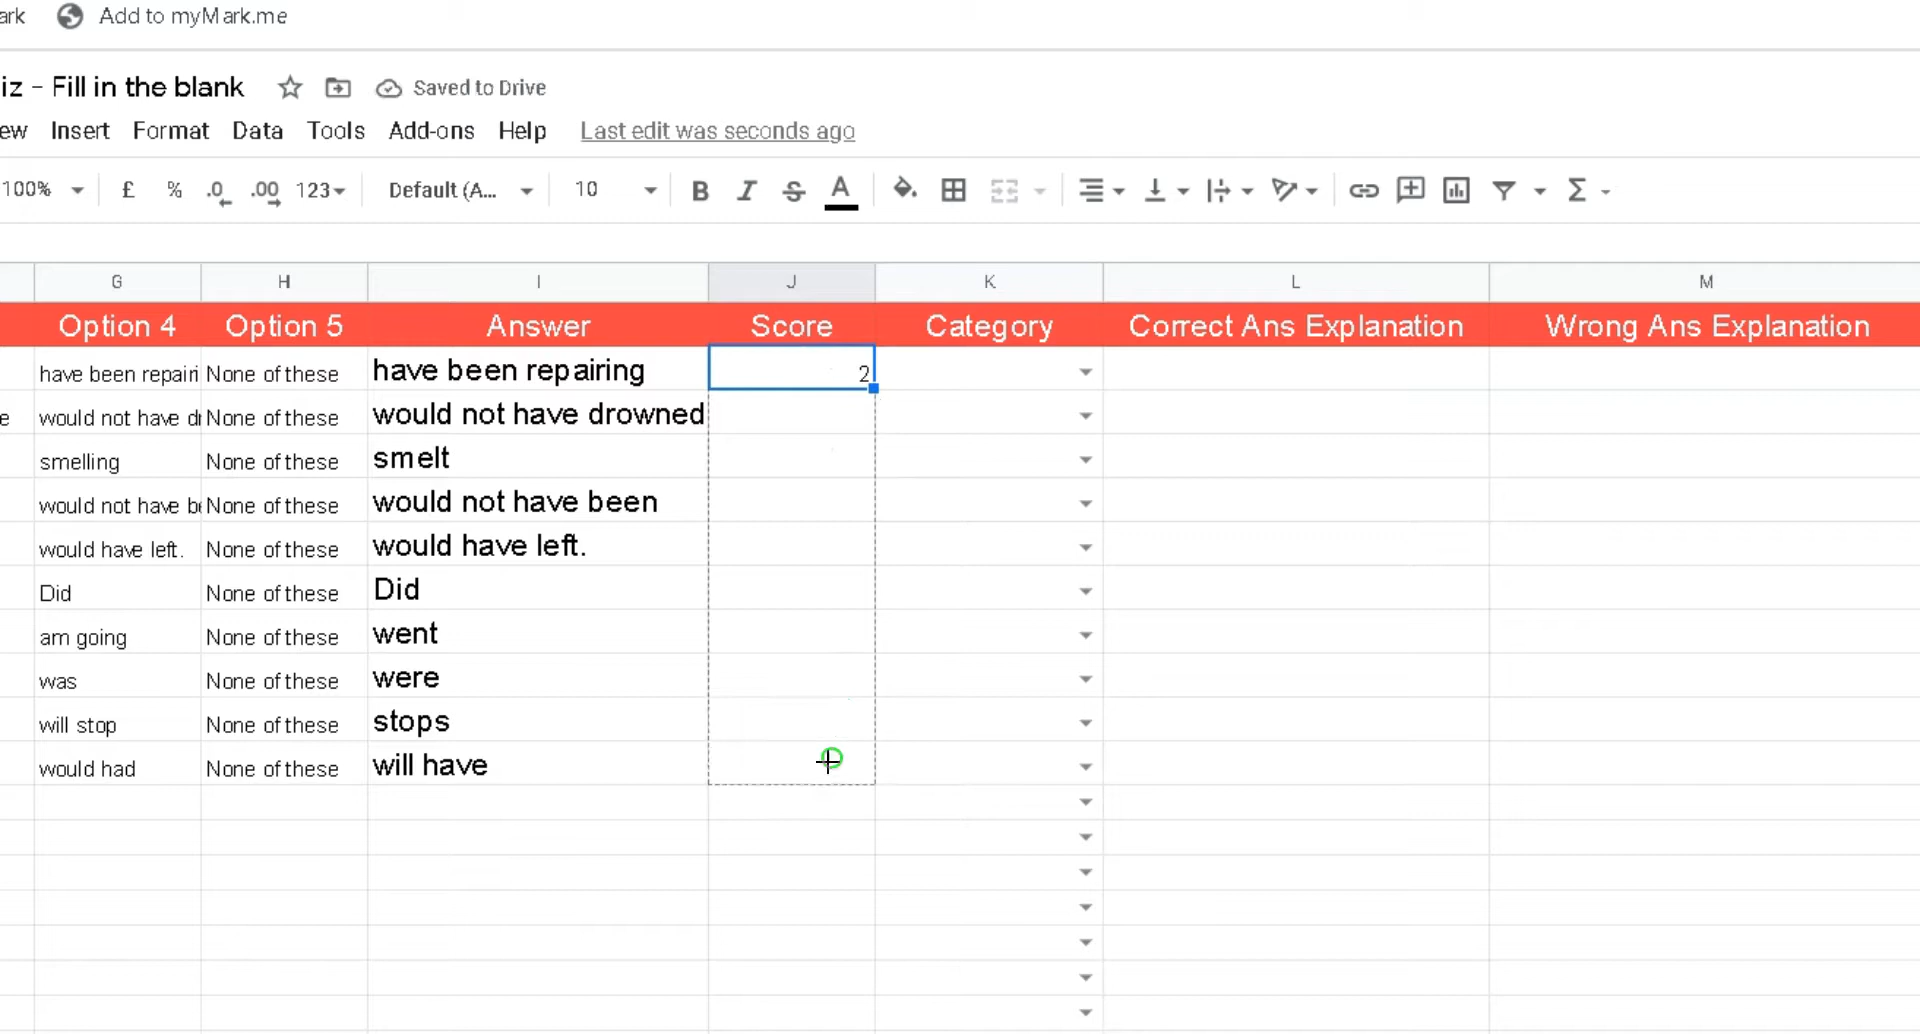 ark Add to myMark.me
iz - Fill in the blank Saved to Drive
ew Insert Format Data Tools Add-ons Help Last edit was seconds ago
100% £ % .0 .00 123 Default (A... 10 B I S A Σ
G H I J K L M
Option 4 Option 5 Answer Score Category Correct Ans Explanation Wrong Ans Explanation
have been repairi None of these have been repairing 2
e would not have dr None of these would not have drowned
smelling None of these smelt
would not have be None of these would not have been
would have left. None of these would have left.
Did None of these Did
am going None of these went
was None of these were
will stop None of these stops
would had None of these will have